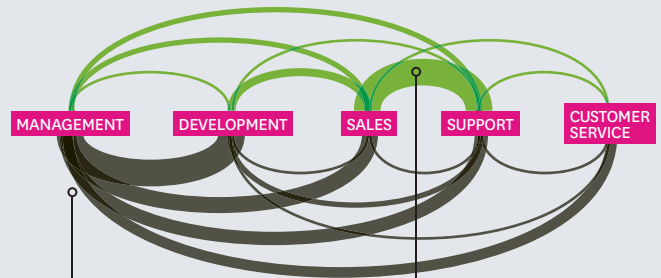 MANAGEMENT
DEVELOPMENT
SALES
SUPPORT
CUSTOMER
SERVICE